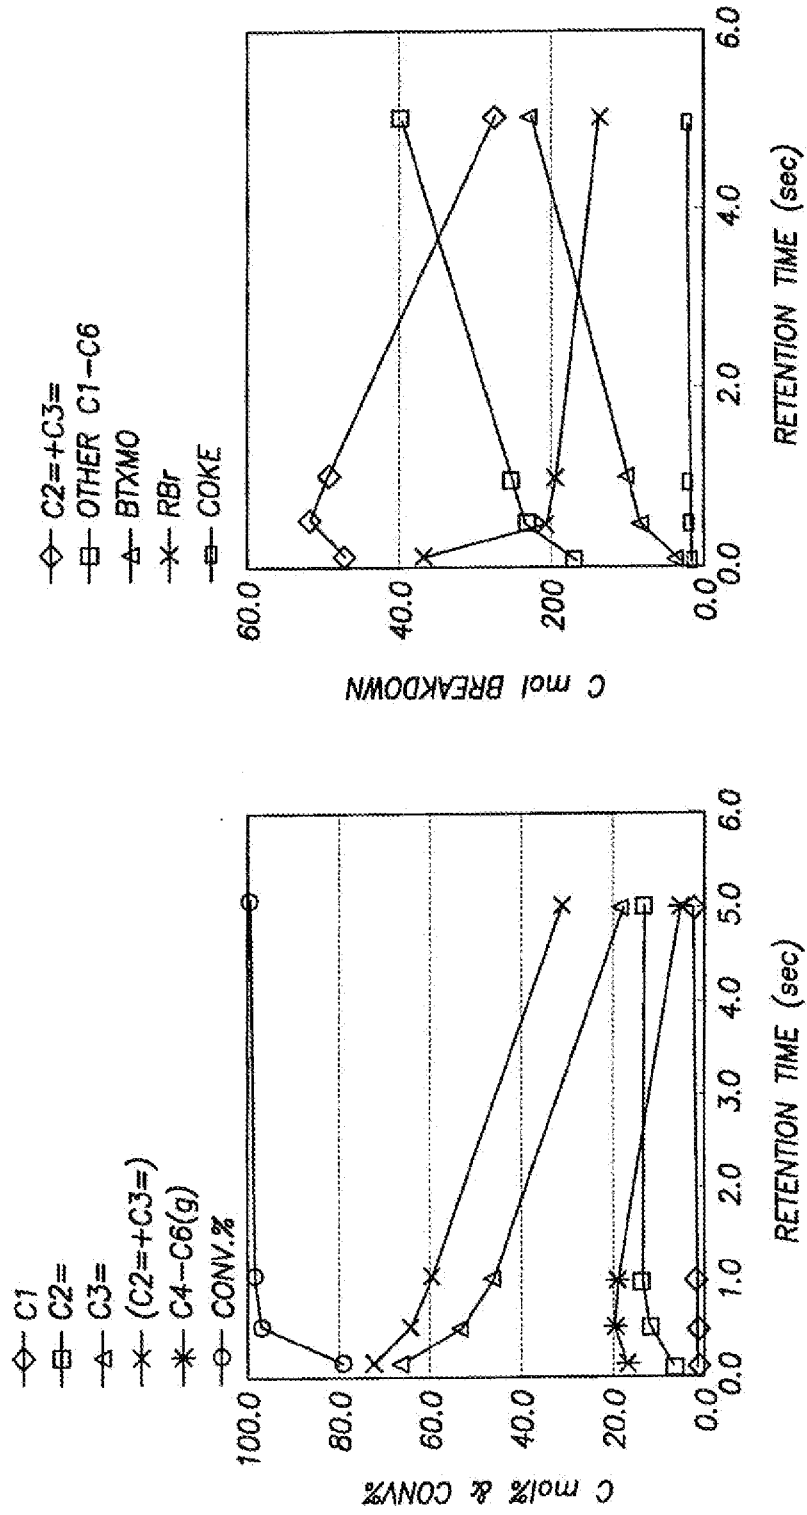 C1
C2=
C3=
(C2=+C3=)
C4-C6(g)
CONV.%
100.0
80.0
60.0
40.0
20.0
0.0
C mol% & CONV%
0.0
1.0
2.0
3.0
4.0
5.0
6.0
RETENTION TIME (sec)
C2=+C3=
OTHER C1-C6
BTXMO
RBr
COKE
60.0
40.0
200
0.0
C mol BREAKDOWN
0.0
2.0
4.0
6.0
RETENTION TIME (sec)